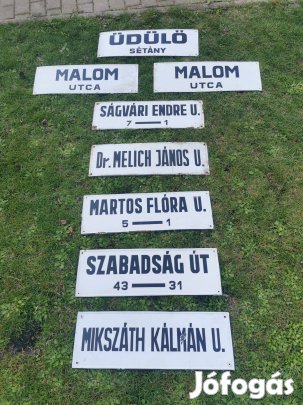 ÜDÜLŐ
SÉTÁNY
MALOM
UTCA
MALOM
UTCA
SÁGVÁRI ENDRE U.
7 — 1
Dr. MELICH JÁNOS U.
MARTOS FLÓRA U.
5 — 1
SZABADSÁG ÚT
43 — 31
MIKSZÁTH KÁLMÁN U.
Jófogás